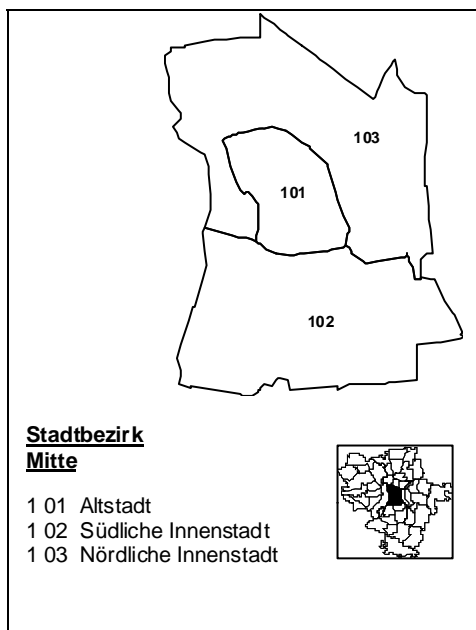 103
101
102
Stadtbezirk
Mitte
1 01 Altstadt
1 02 Südliche Innenstadt
1 03 Nördliche Innenstadt